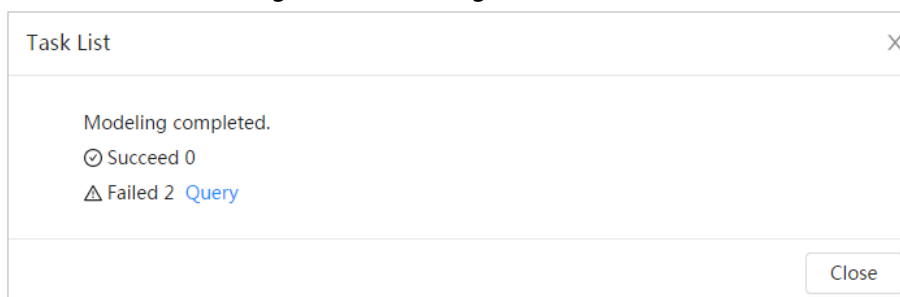 Task List
Modeling completed.
Succeed 0
Failed 2 Query
Close